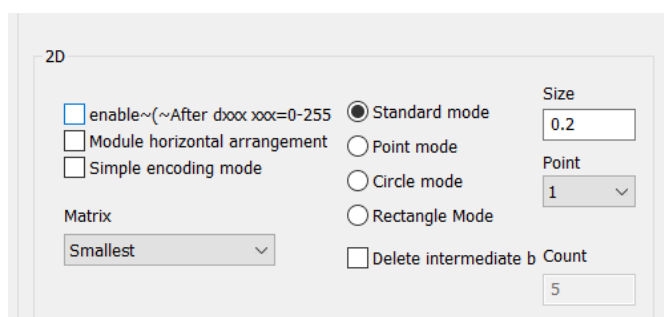 2D
enable~(~After dxxx xxx=0-255
Module horizontal arrangement
Simple encoding mode
Matrix
Smallest
Standard mode
Point mode
Circle mode
Rectangle Mode
Delete intermediate b
Size
0.2
Point
1
Count
5